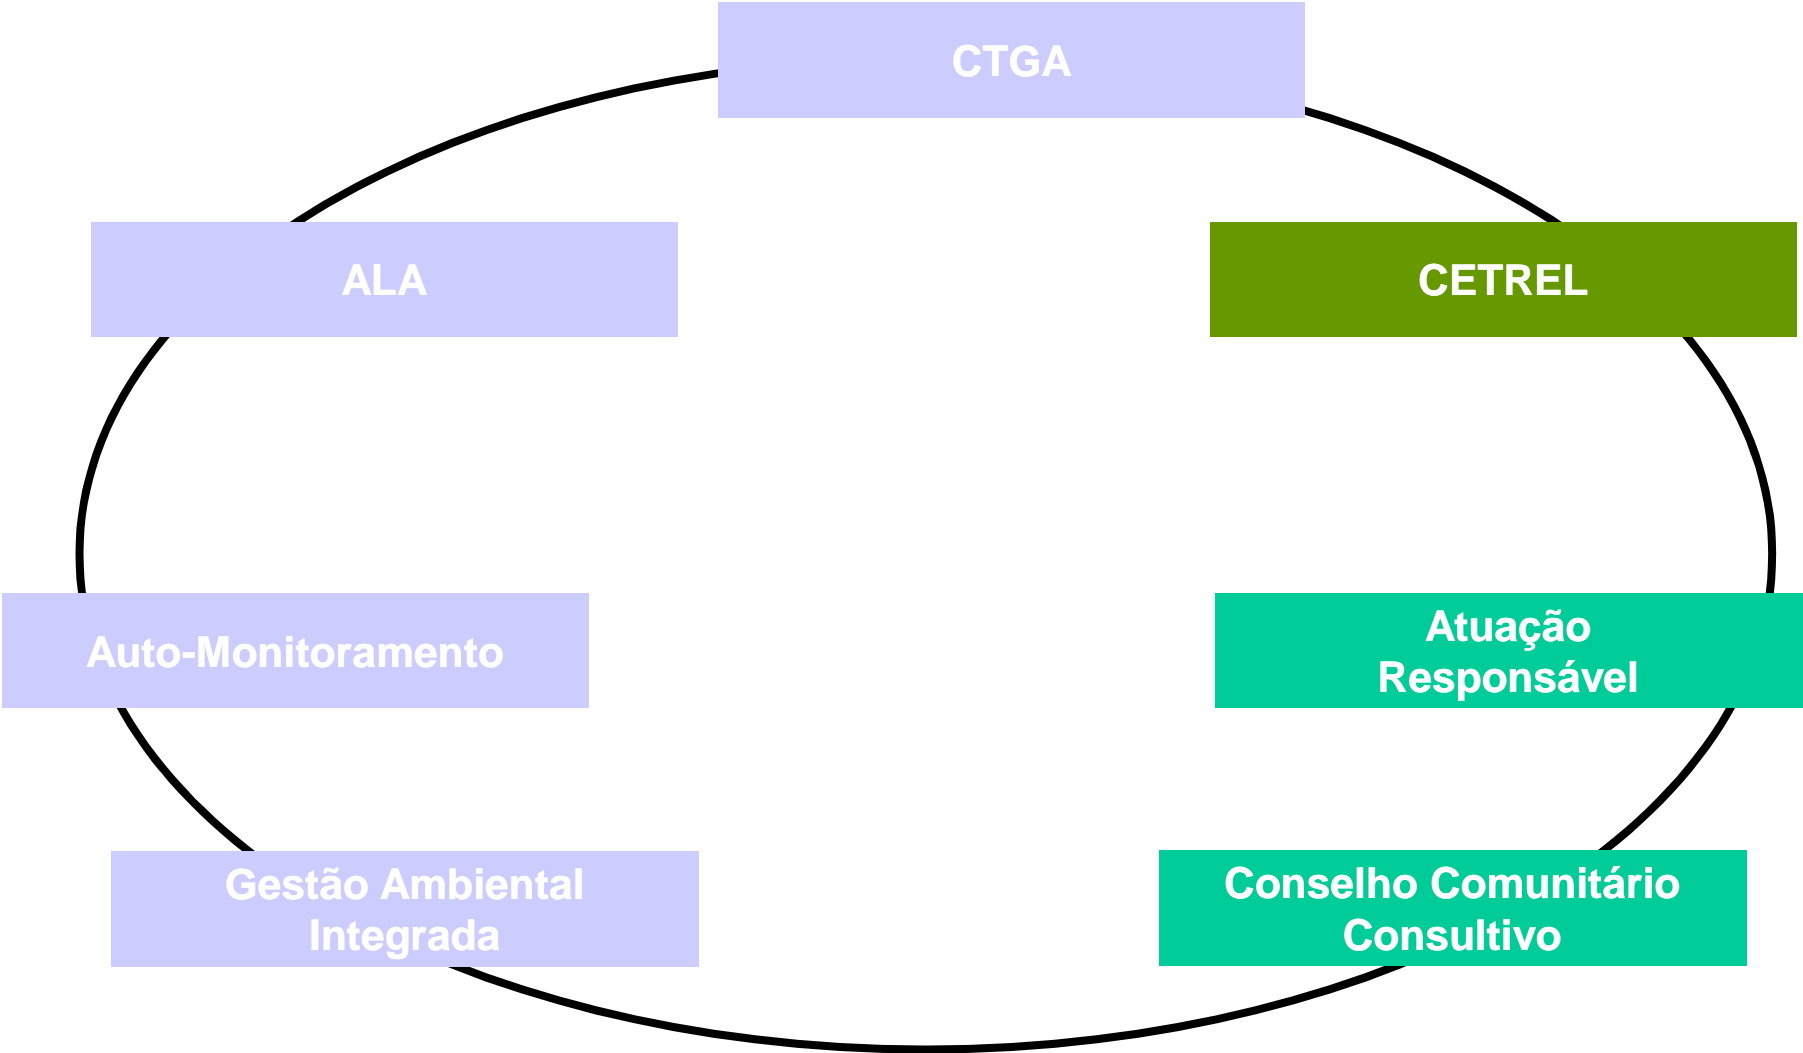 CTGA
ALA
CETREL
Auto-Monitoramento
Atuação
Responsável
Gestão Ambiental
Integrada
Conselho Comunitário
Consultivo